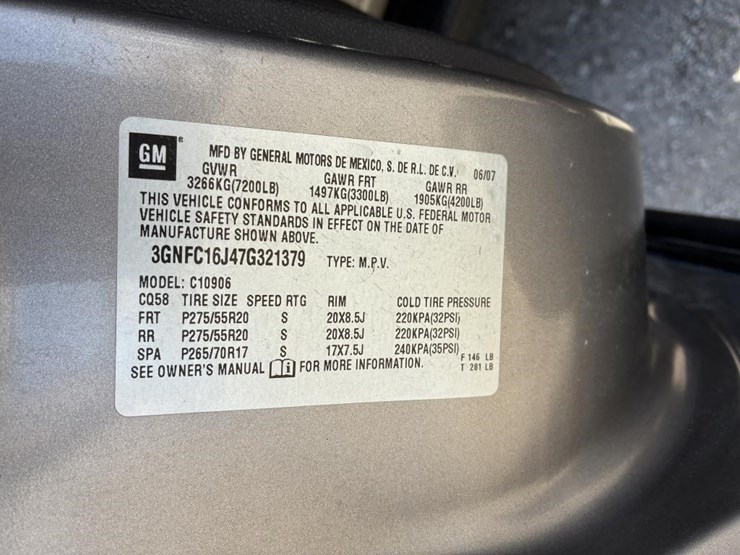 GM
MFD BY GENERAL MOTORS DE MEXICO, S. DE R.L. DE C.V. 06/07
GVWR GAWR FRT GAWR RR
3266KG(7200LB) 1497KG(3300LB) 1905KG(4200LB)
THIS VEHICLE CONFORMS TO ALL APPLICABLE U.S. FEDERAL MOTOR
VEHICLE SAFETY STANDARDS IN EFFECT ON THE DATE OF
MANUFACTURE SHOWN ABOVE.
3GNFC16J47G321379 TYPE: M.P.V.
MODEL: C10906
CQ58 TIRE SIZE SPEED RTG RIM COLD TIRE PRESSURE
FRT P275/55R20 S 20X8.5J 220KPA(32PSI)
RR P275/55R20 S 20X8.5J 220KPA(32PSI)
SPA P265/70R17 S 17X7.5J 240KPA(35PSI) F 146 LB
SEE OWNER'S MANUAL i FOR MORE INFORMATION. T 281 LB